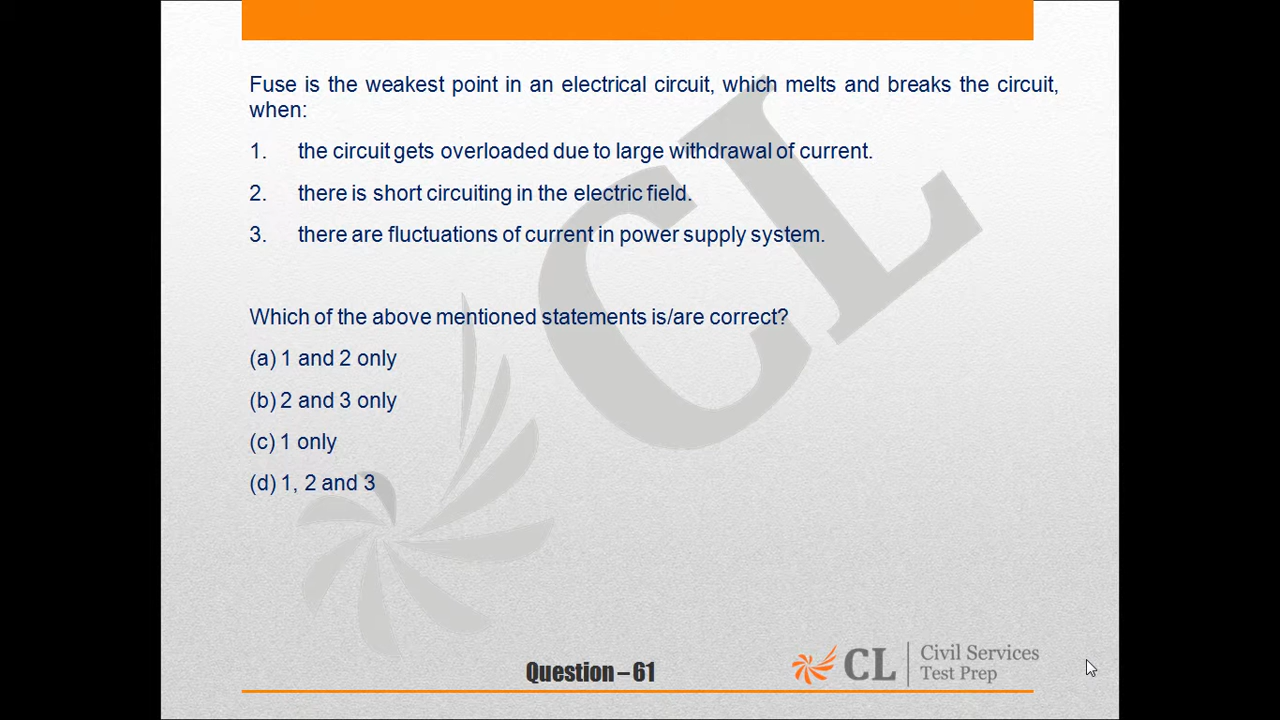 Fuse is the weakest point in an electrical circuit, which melts and breaks the circuit,
when:
1. the circuit gets overloaded due to large withdrawal of current.
2. there is short circuiting in the electric field.
3. there are fluctuations of current in power supply system.
Which of the above mentioned statements is/are correct?
(a) 1 and 2 only
(b) 2 and 3 only
(c) 1 only
(d) 1, 2 and 3
CL
Question – 61
CL
Civil Services
Test Prep